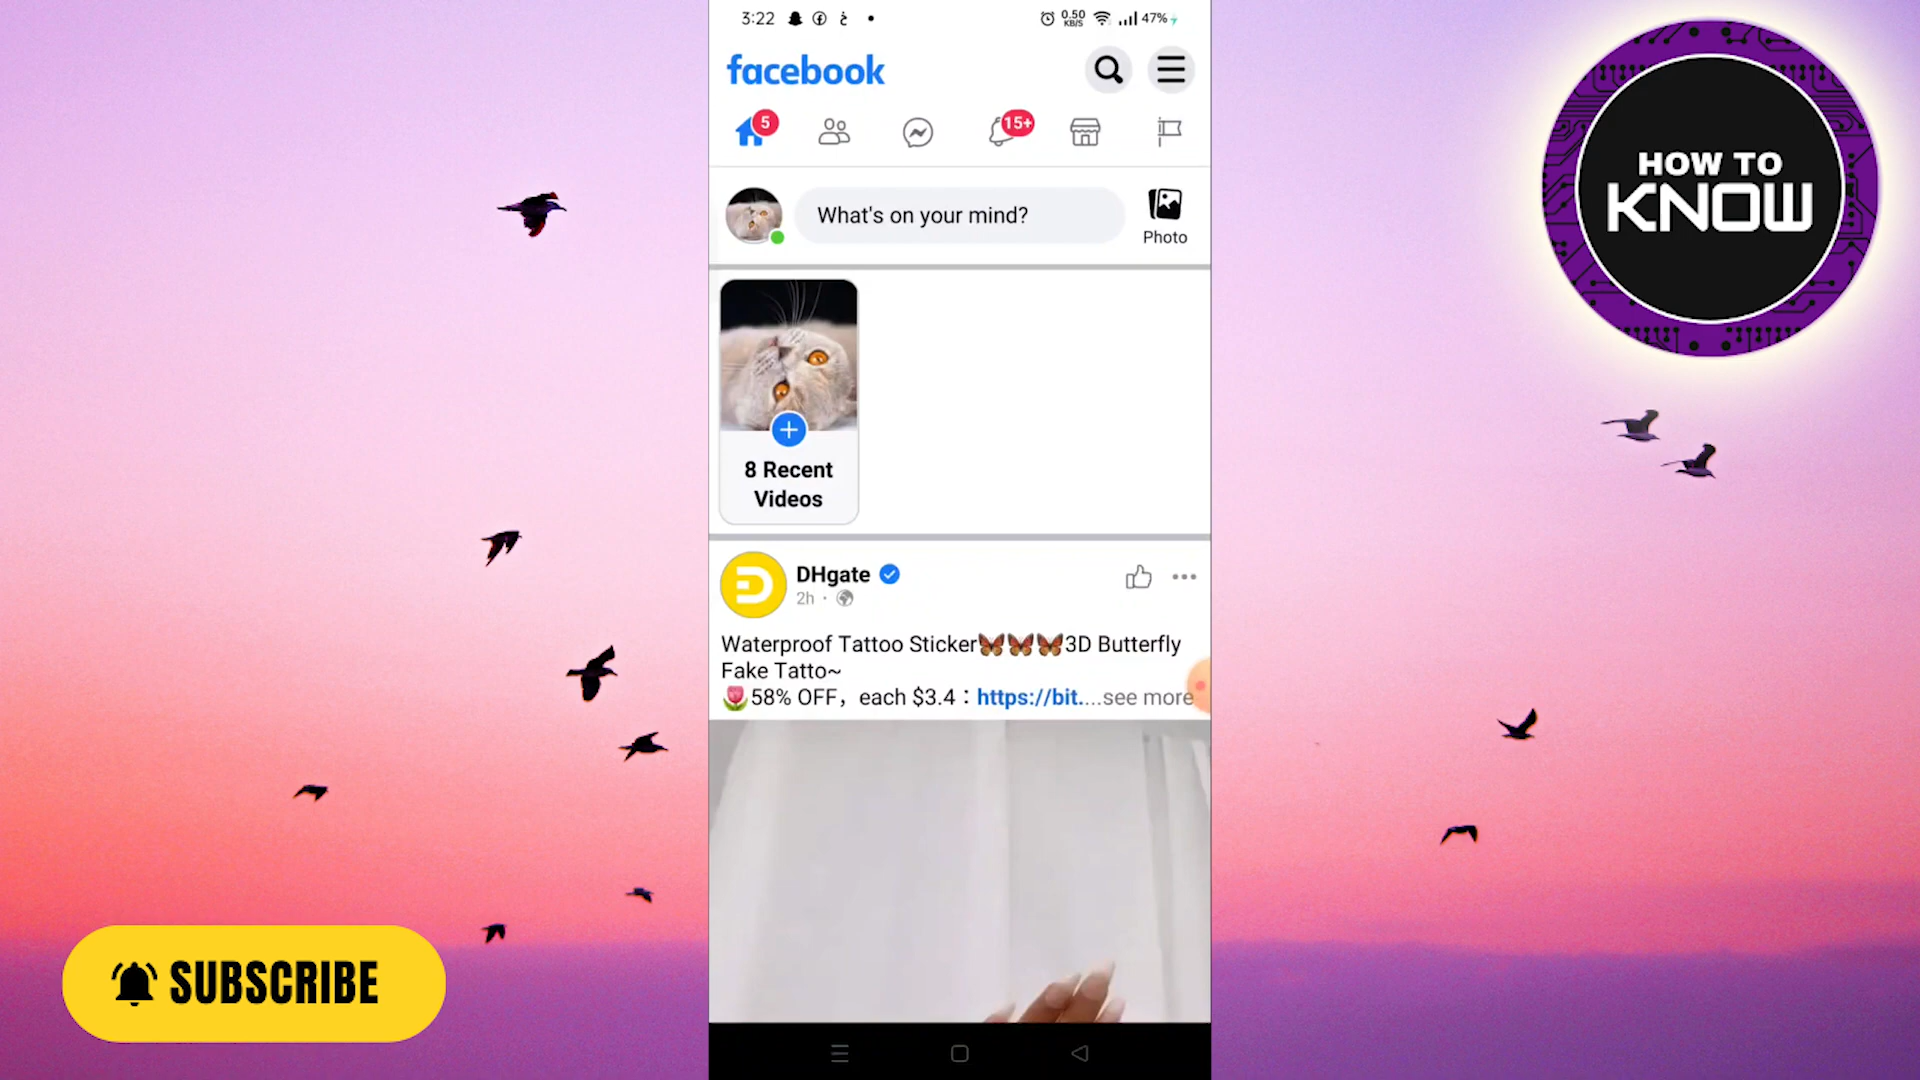 3:22
0.50
KB/S
47%
facebook
5
15+
What's on your mind?
Photo
8 Recent
Videos
DHgate
2h ·
Waterproof Tattoo Sticker🦋🦋🦋3D Butterfly
Fake Tatto~
🌷58% OFF，each $3.4：https://bit....see more
HOW TO
KNOW
SUBSCRIBE